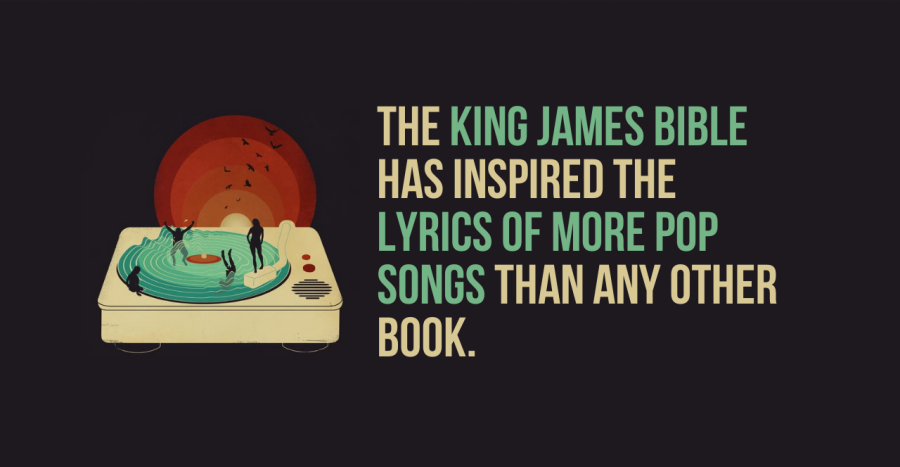 THE KING JAMES BIBLE
HAS INSPIRED THE
LYRICS OF MORE POP
SONGS THAN ANY OTHER
BOOK.